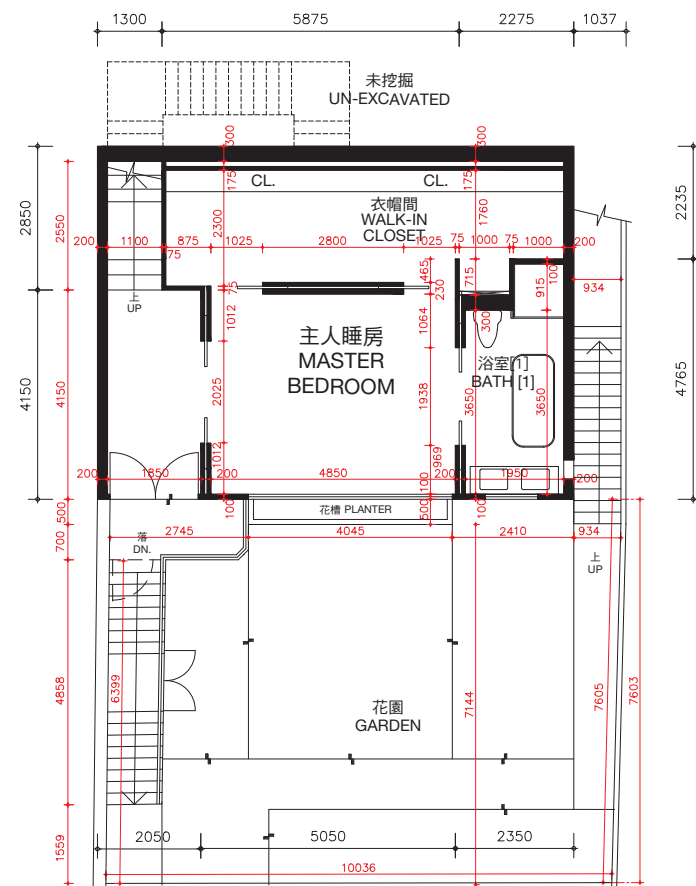 1300 5875 2275 1037
未挖掘
UN-EXCAVATED
300 300
175 CL. CL. 175
衣帽間
WALK-IN
CLOSET
2850 2550 2300 1760 2235
200 1100 875 1025 2800 1025 75 1000 75 1000 200
75
465 715 915 100
934
上
UP
75 230
1012 1064 300
主人睡房
MASTER
BEDROOM
浴室[1]
BATH [1]
4150 4150 2025 1938 3650 3650 4765
1012 969
200 1850 200 4850 200 1950 200
100 100 100
500 花槽 PLANTER 500
700 落
DN.
2745 4045 2410 934
上
UP
4858 6399 7144 7605 7603
花園
GARDEN
1559
2050 5050 2350
10036